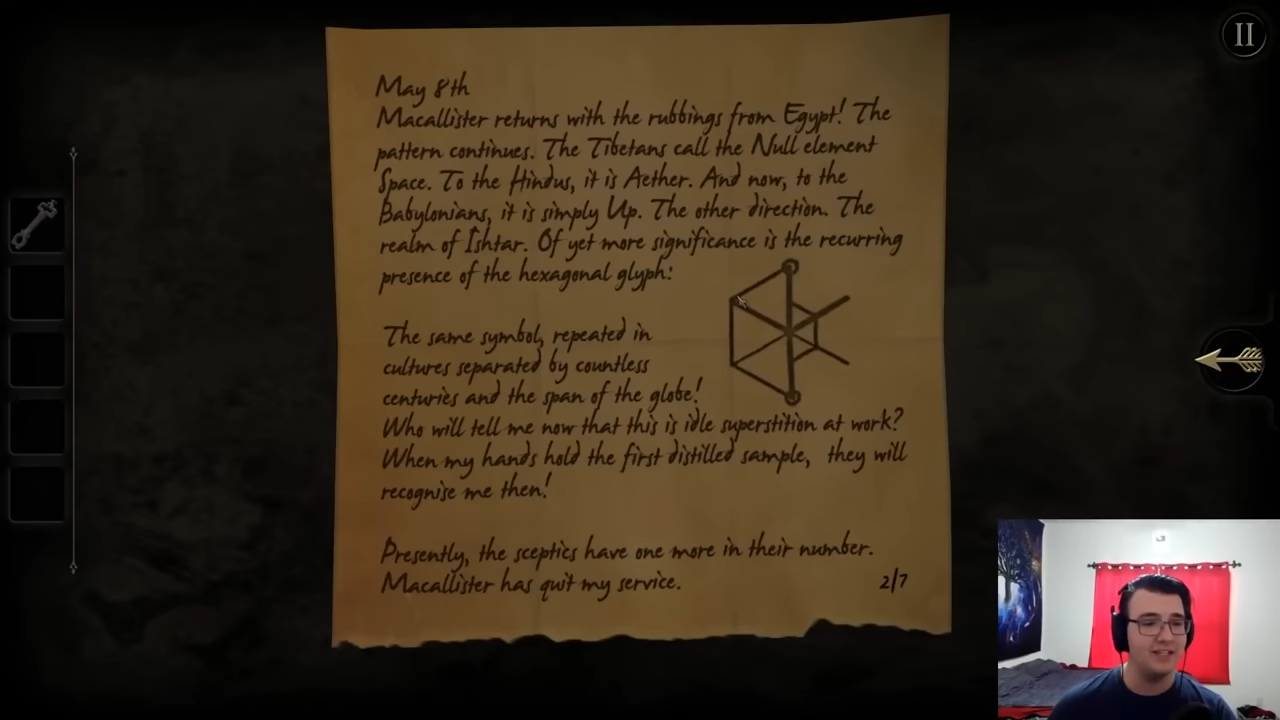 May 8th
Macallister returns with the rubbings from Egypt! The
pattern continues. The Tibetans call the Null element
Space. To the Hindus, it is Aether. And now, to the
Babylonians, it is simply Up. The other direction. The
realm of Ishtar. Of yet more significance is the recurring
presence of the hexagonal glyph:
The same symbol, repeated in
cultures separated by countless
centuries and the span of the globe!
Who will tell me now that this is idle superstition at work?
When my hands hold the first distilled sample, they will
recognise me then!
Presently, the sceptics have one more in their number.
Macallister has quit my service.
2/7